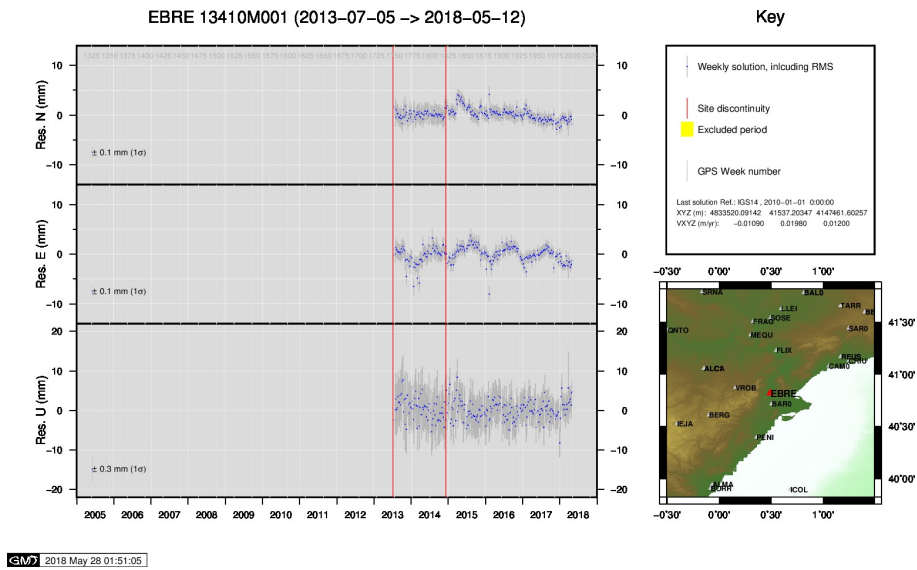 EBRE 13410M001 (2013−07−05 −> 2018−05−12)
Key
Res. N (mm)
10
0
−10
10
0
−10
± 0.1 mm (1σ)
Res. E (mm)
10
0
−10
10
0
−10
± 0.1 mm (1σ)
Res. U (mm)
20
10
0
−10
−20
20
10
0
−10
−20
± 0.3 mm (1σ)
2005 2006 2007 2008 2009 2010 2011 2012 2013 2014 2015 2016 2017 2018
Weekly solution, inlcuding RMS
Site discontinuity
Excluded period
GPS Week number
Last solution Ref.: IGS14 , 2010−01−01 0:00:00
XYZ (m): 4833520.09142 41537.20347 4147461.60257
VXYZ (m/yr): −0.01090 0.01980 0.01200
−0˚30' 0˚00' 0˚30' 1˚00'
SRNA BAL0
LLEI TARR
FRAG SOSE
MEQU SAR0
41˚30'
FLIX REUS
CAM0
ALCA
41˚00'
VROB EBRE
BAR0
BERG
IEJA
40˚30'
PENI
40˚00'
ICOL
−0˚30' 0˚00' 0˚30' 1˚00'
GMT 2018 May 28 01:51:05